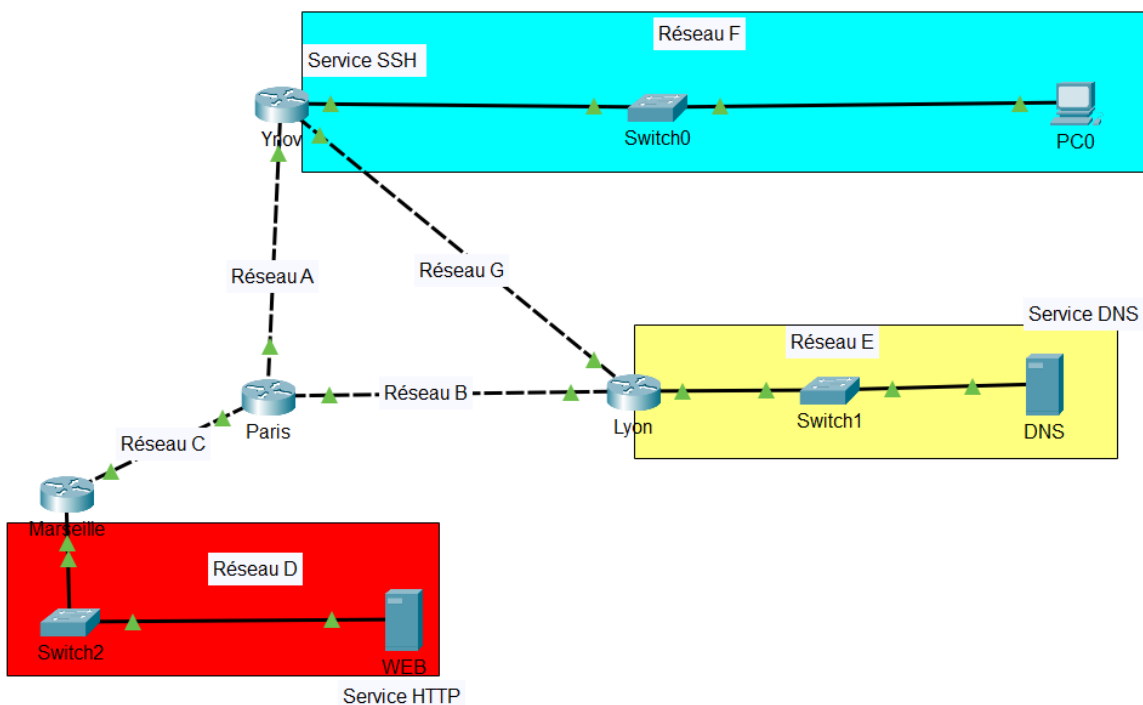 Réseau F
Service SSH
Ynov
Switch0
PC0
Réseau A
Réseau G
Service DNS
Réseau E
Réseau B
Paris
Lyon
Switch1
DNS
Réseau C
Marseille
Réseau D
Switch2
WEB
Service HTTP